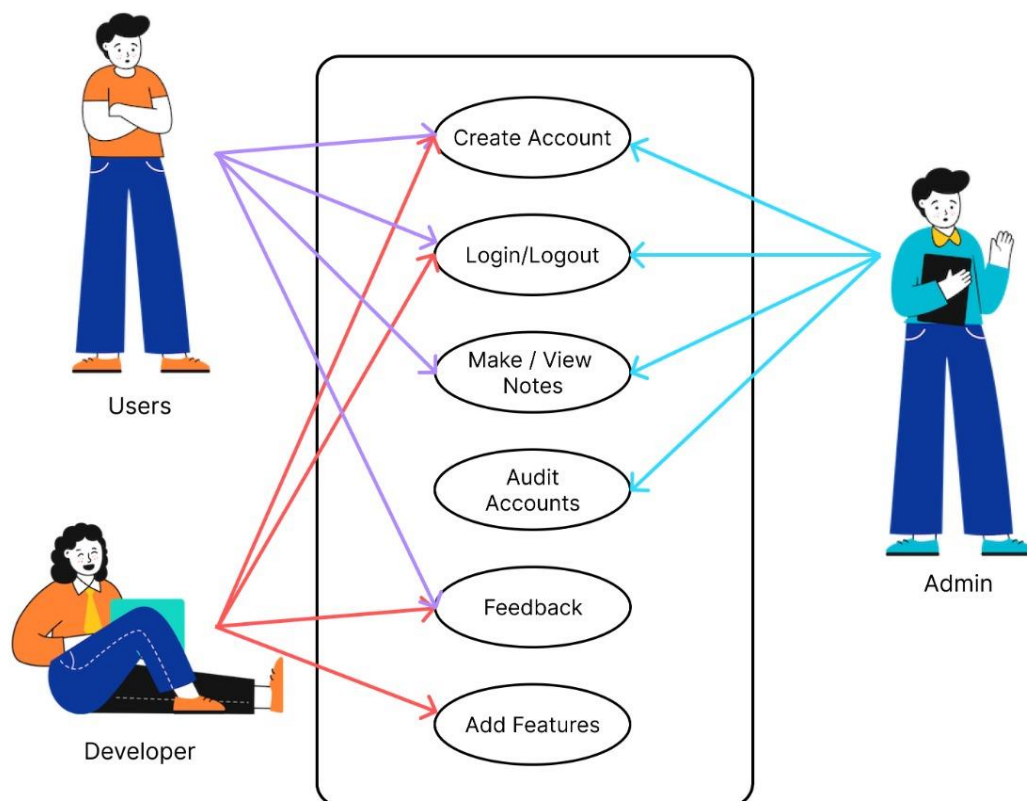 Create Account
Login/Logout
Make / View
Notes
Users
Audit
Accounts
Admin
Feedback
Add Features
Developer